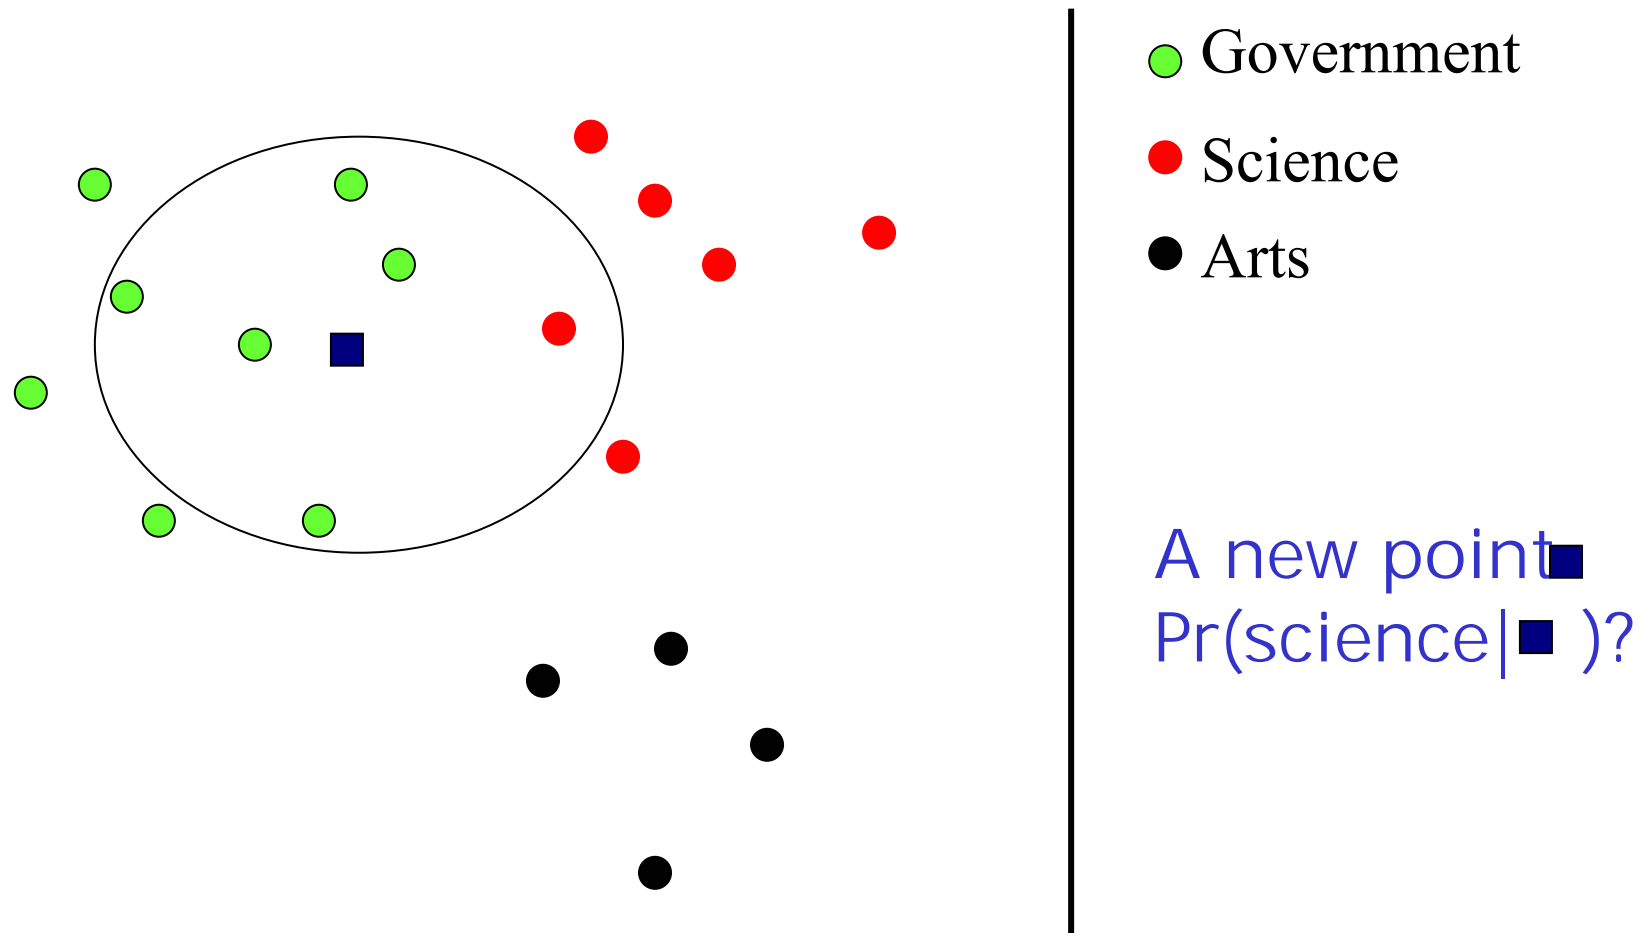 Government
Science
Arts
A new point
Pr(science| )?